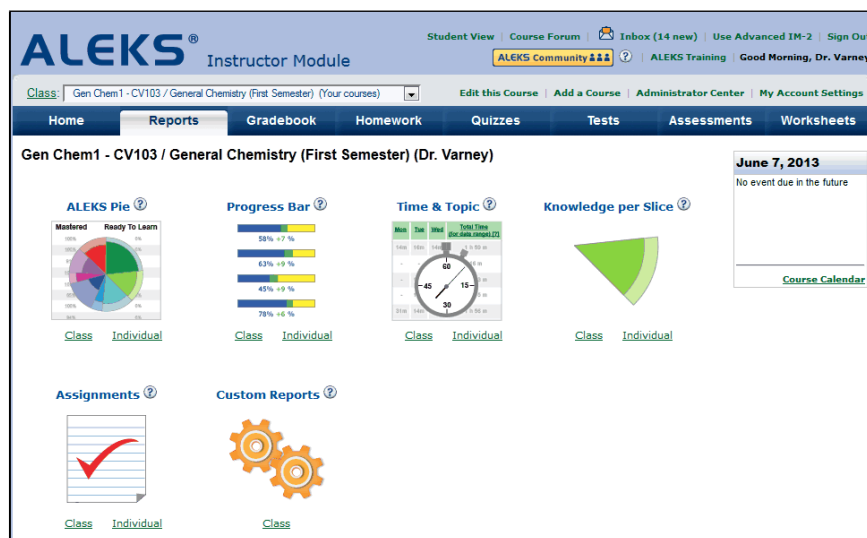 Student View | Course Forum | Inbox (14 new) | Use Advanced IM-2 | Sign Out
ALEKS® Instructor Module
ALEKS Community ? | ALEKS Training | Good Morning, Dr. Varney
Class: Gen Chem1 - CV103 / General Chemistry (First Semester) (Your courses)
Edit this Course | Add a Course | Administrator Center | My Account Settings
Home Reports Gradebook Homework Quizzes Tests Assessments Worksheets
Gen Chem1 - CV103 / General Chemistry (First Semester) (Dr. Varney)
June 7, 2013
No event due in the future
Course Calendar
ALEKS Pie ? Progress Bar ? Time & Topic ? Knowledge per Slice ?
Mastered Ready To Learn
58% +7 %
63% +9 %
45% +9 %
78% +6 %
Mon Tue Wed Total Time
(for date range) [?]
60
45 15
30
Class Individual Class Individual Class Individual Class Individual
Assignments ? Custom Reports ?
Class Individual Class